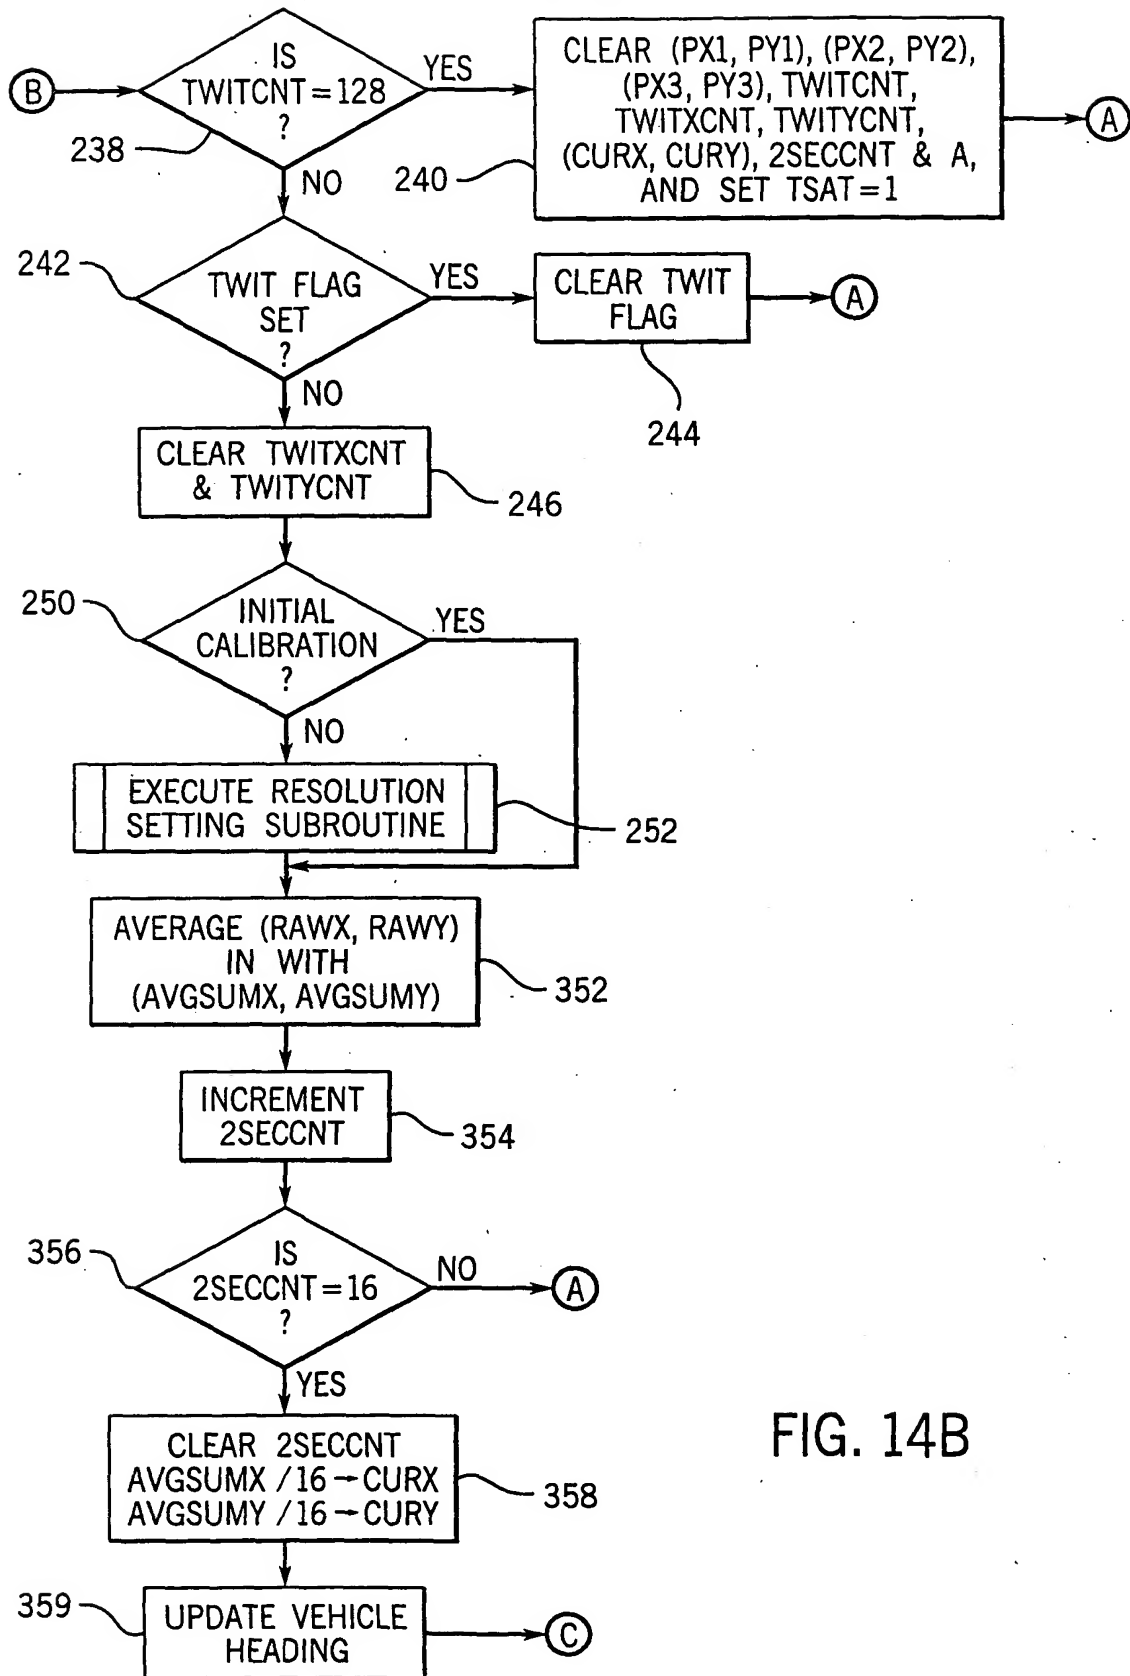 B
IS
TWITCNT=128
?
238
YES
NO
CLEAR (PX1, PY1), (PX2, PY2),
(PX3, PY3), TWITCNT,
TWITXCNT, TWITYCNT,
(CURX, CURY), 2SECCNT & A,
AND SET TSAT=1
240
A
242
TWIT FLAG
SET
?
YES
NO
CLEAR TWIT
FLAG
244
A
CLEAR TWITXCNT
& TWITYCNT
246
250
INITIAL
CALIBRATION
?
YES
NO
EXECUTE RESOLUTION
SETTING SUBROUTINE
252
AVERAGE (RAWX, RAWY)
IN WITH
(AVGSUMX, AVGSUMY)
352
INCREMENT
2SECCNT
354
356
IS
2SECCNT=16
?
NO
A
YES
CLEAR 2SECCNT
AVGSUMX /16→CURX
AVGSUMY /16→CURY
358
359
UPDATE VEHICLE
HEADING
C
FIG. 14B